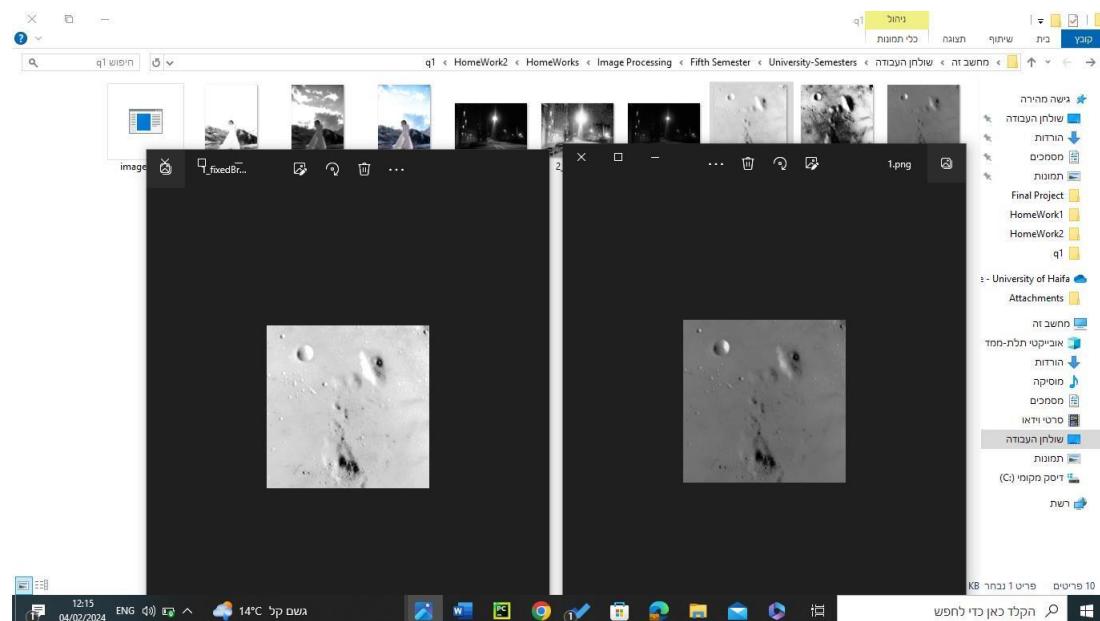 ניהול
q1
קובץ
בית
שיתוף
תצוגה
כלי תמונות
מחשב זה › שולחן העבודה › University-Semesters › Fifth Semester › Image Processing › HomeWorks › HomeWork2 › q1
חיפוש q1
image
1_fixedBr...
1.png
גישה מהירה
שולחן העבודה
הורדות
מסמכים
תמונות
Final Project
HomeWork1
HomeWork2
q1
- University of Haifa
Attachments
מחשב זה
אובייקטי תלת-ממד
הורדות
מוסיקה
מסמכים
סרטי וידאו
שולחן העבודה
תמונות
דיסק מקומי (C:)
רשת
10 פריטים
פריט 1 נבחר
KB
הקלד כאן כדי לחפש
גשם קל 14°C
ENG
12:15
04/02/2024